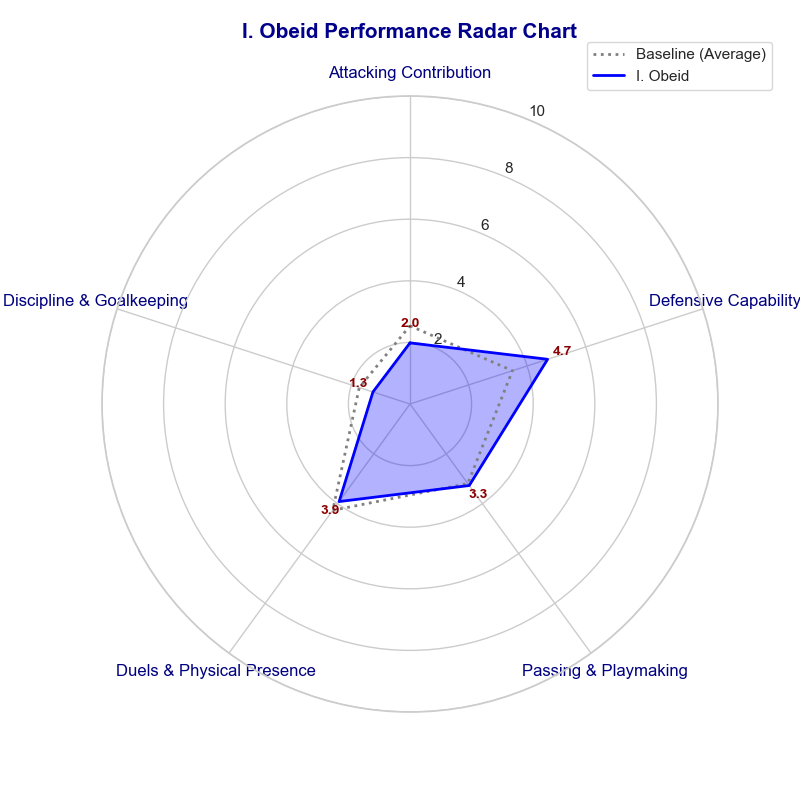 I. Obeid Performance Radar Chart
Baseline (Average)
I. Obeid
Attacking Contribution
10
8
6
4
2
2.0
Discipline & Goalkeeping
Defensive Capability
4.7
1.3
3.3
3.9
Duels & Physical Presence
Passing & Playmaking